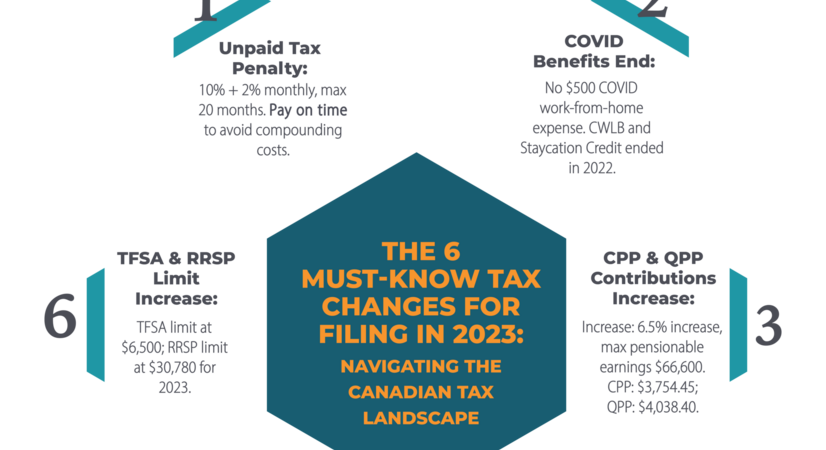 1
Unpaid Tax
Penalty:
10% + 2% monthly, max
20 months. Pay on time
to avoid compounding
costs.
2
COVID
Benefits End:
No $500 COVID
work-from-home
expense. CWLB and
Staycation Credit ended
in 2022.
THE 6
MUST-KNOW TAX
CHANGES FOR
FILING IN 2023:
NAVIGATING THE
CANADIAN TAX
LANDSCAPE
6
TFSA & RRSP
Limit
Increase:
TFSA limit at
$6,500; RRSP limit
at $30,780 for
2023.
CPP & QPP
Contributions
Increase:
Increase: 6.5% increase,
max pensionable
earnings $66,600.
CPP: $3,754.45;
QPP: $4,038.40.
3